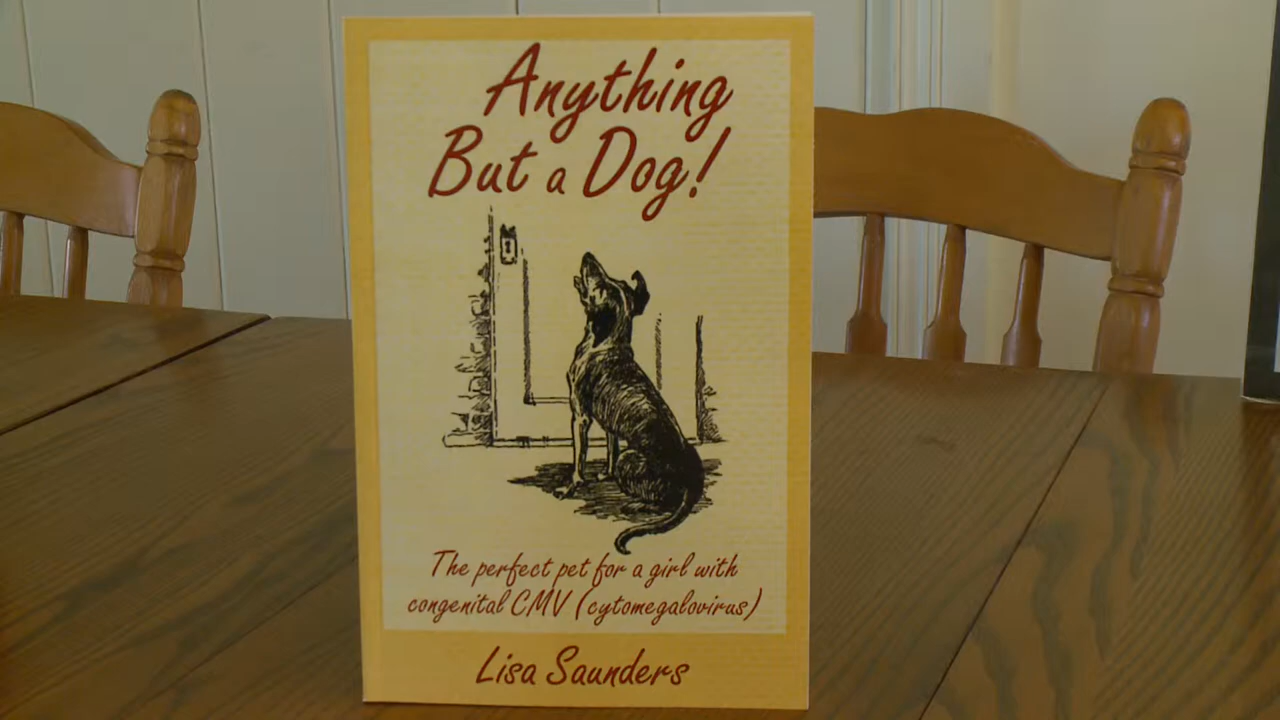 Anything
But a Dog!
The perfect pet for a girl with
congenital CMV (cytomegalovirus)
Lisa Saunders